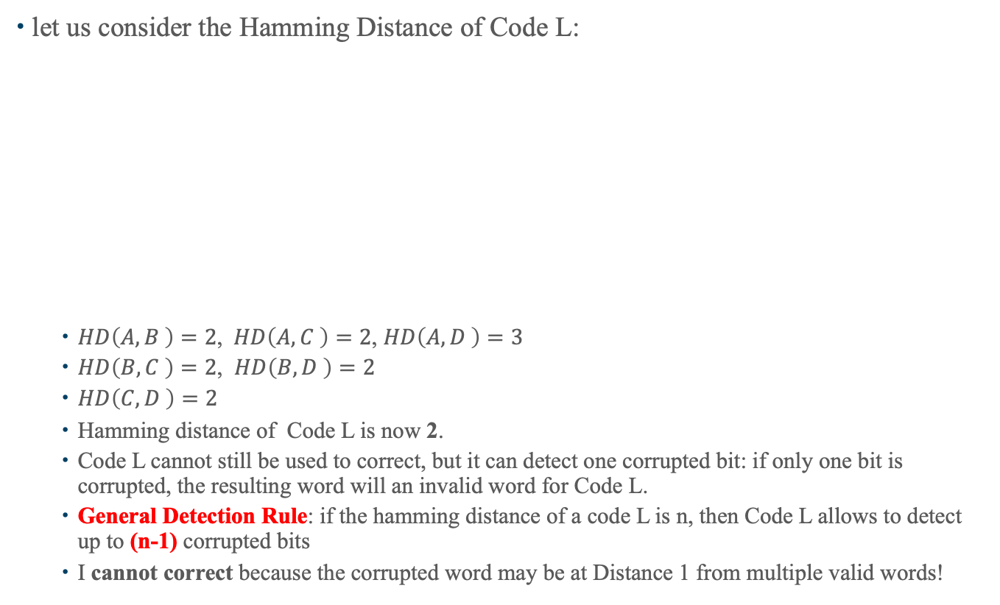 • let us consider the Hamming Distance of Code L:
• HD(A,B ) = 2, HD(A,C ) = 2, HD(A,D ) = 3
• HD(B,C ) = 2, HD(B,D ) = 2
• HD(C,D ) = 2
• Hamming distance of Code L is now 2.
• Code L cannot still be used to correct, but it can detect one corrupted bit: if only one bit is
corrupted, the resulting word will an invalid word for Code L.
• General Detection Rule: if the hamming distance of a code L is n, then Code L allows to detect
up to (n-1) corrupted bits
• I cannot correct because the corrupted word may be at Distance 1 from multiple valid words!